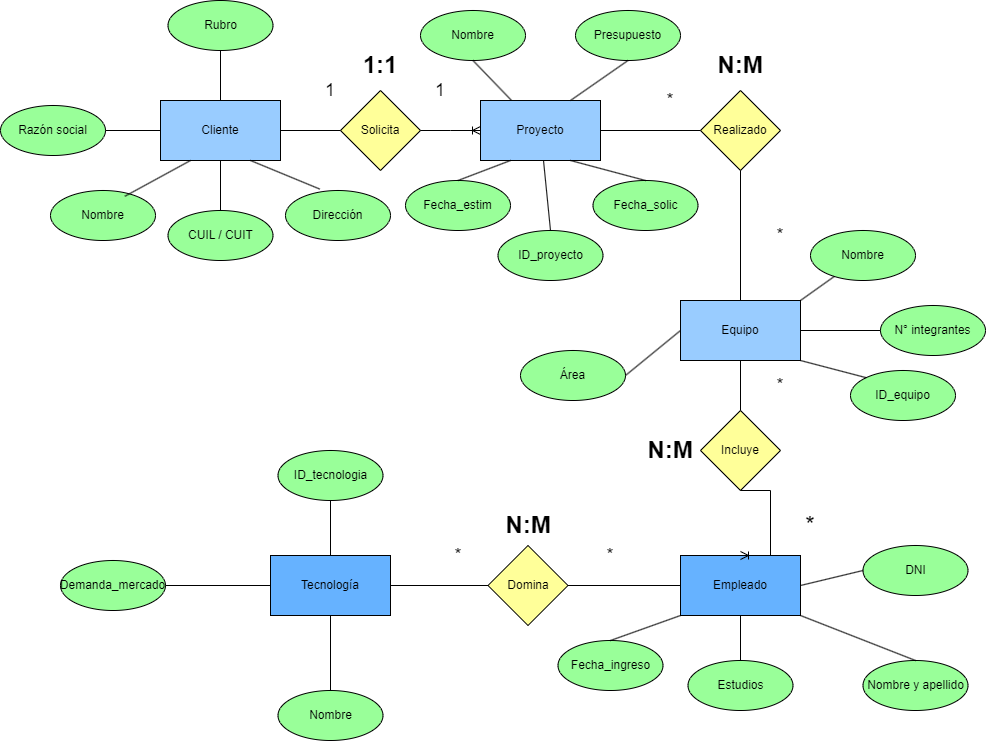 Rubro
Nombre
Presupuesto
1:1
N:M
1
1
*
Razón social
Cliente
Solicita
Proyecto
Realizado
Nombre
CUIL / CUIT
Dirección
Fecha_estim
Fecha_solic
ID_proyecto
*
Nombre
Equipo
N° integrantes
Área
*
ID_equipo
N:M
Incluye
ID_tecnologia
N:M
*
*
*
Demanda_mercado
Tecnología
Domina
Empleado
DNI
Fecha_ingreso
Estudios
Nombre y apellido
Nombre